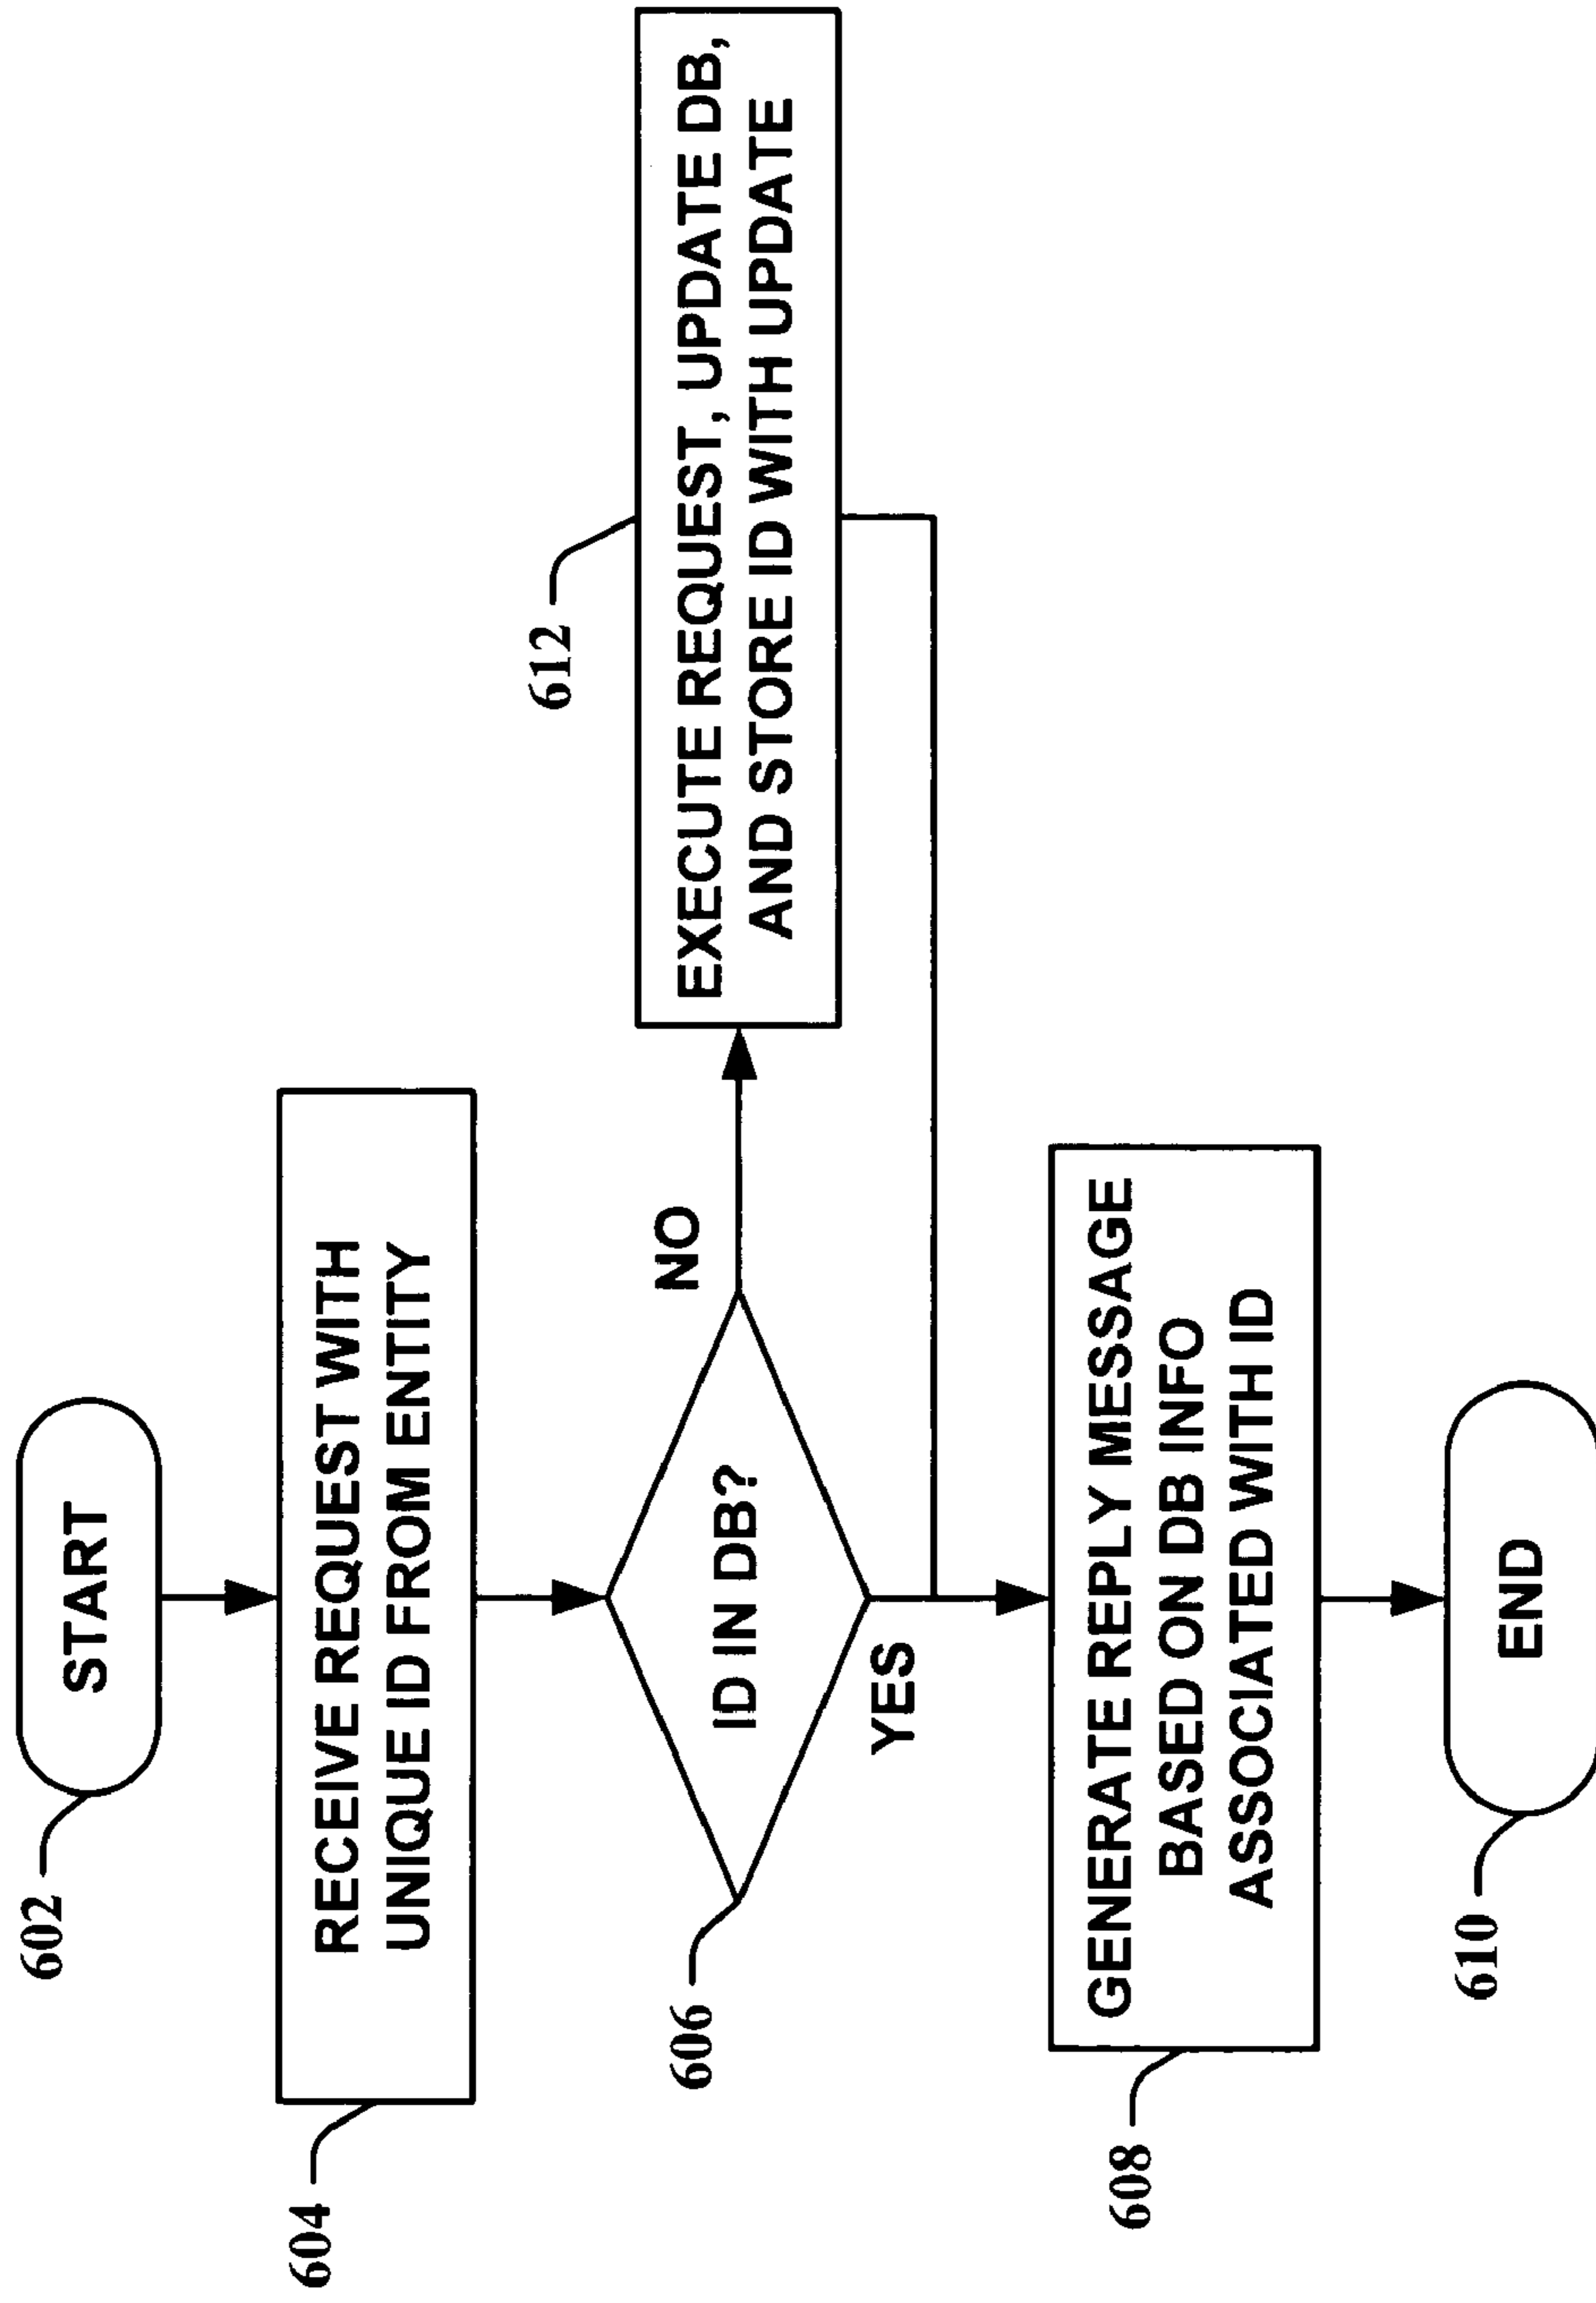 602
START
604
RECEIVE REQUEST WITH
UNIQUE ID FROM ENTITY
606
ID IN DB?
NO
YES
612
EXECUTE REQUEST, UPDATE DB,
AND STORE ID WITH UPDATE
608
GENERATE REPLY MESSAGE
BASED ON DB INFO
ASSOCIATED WITH ID
610
END